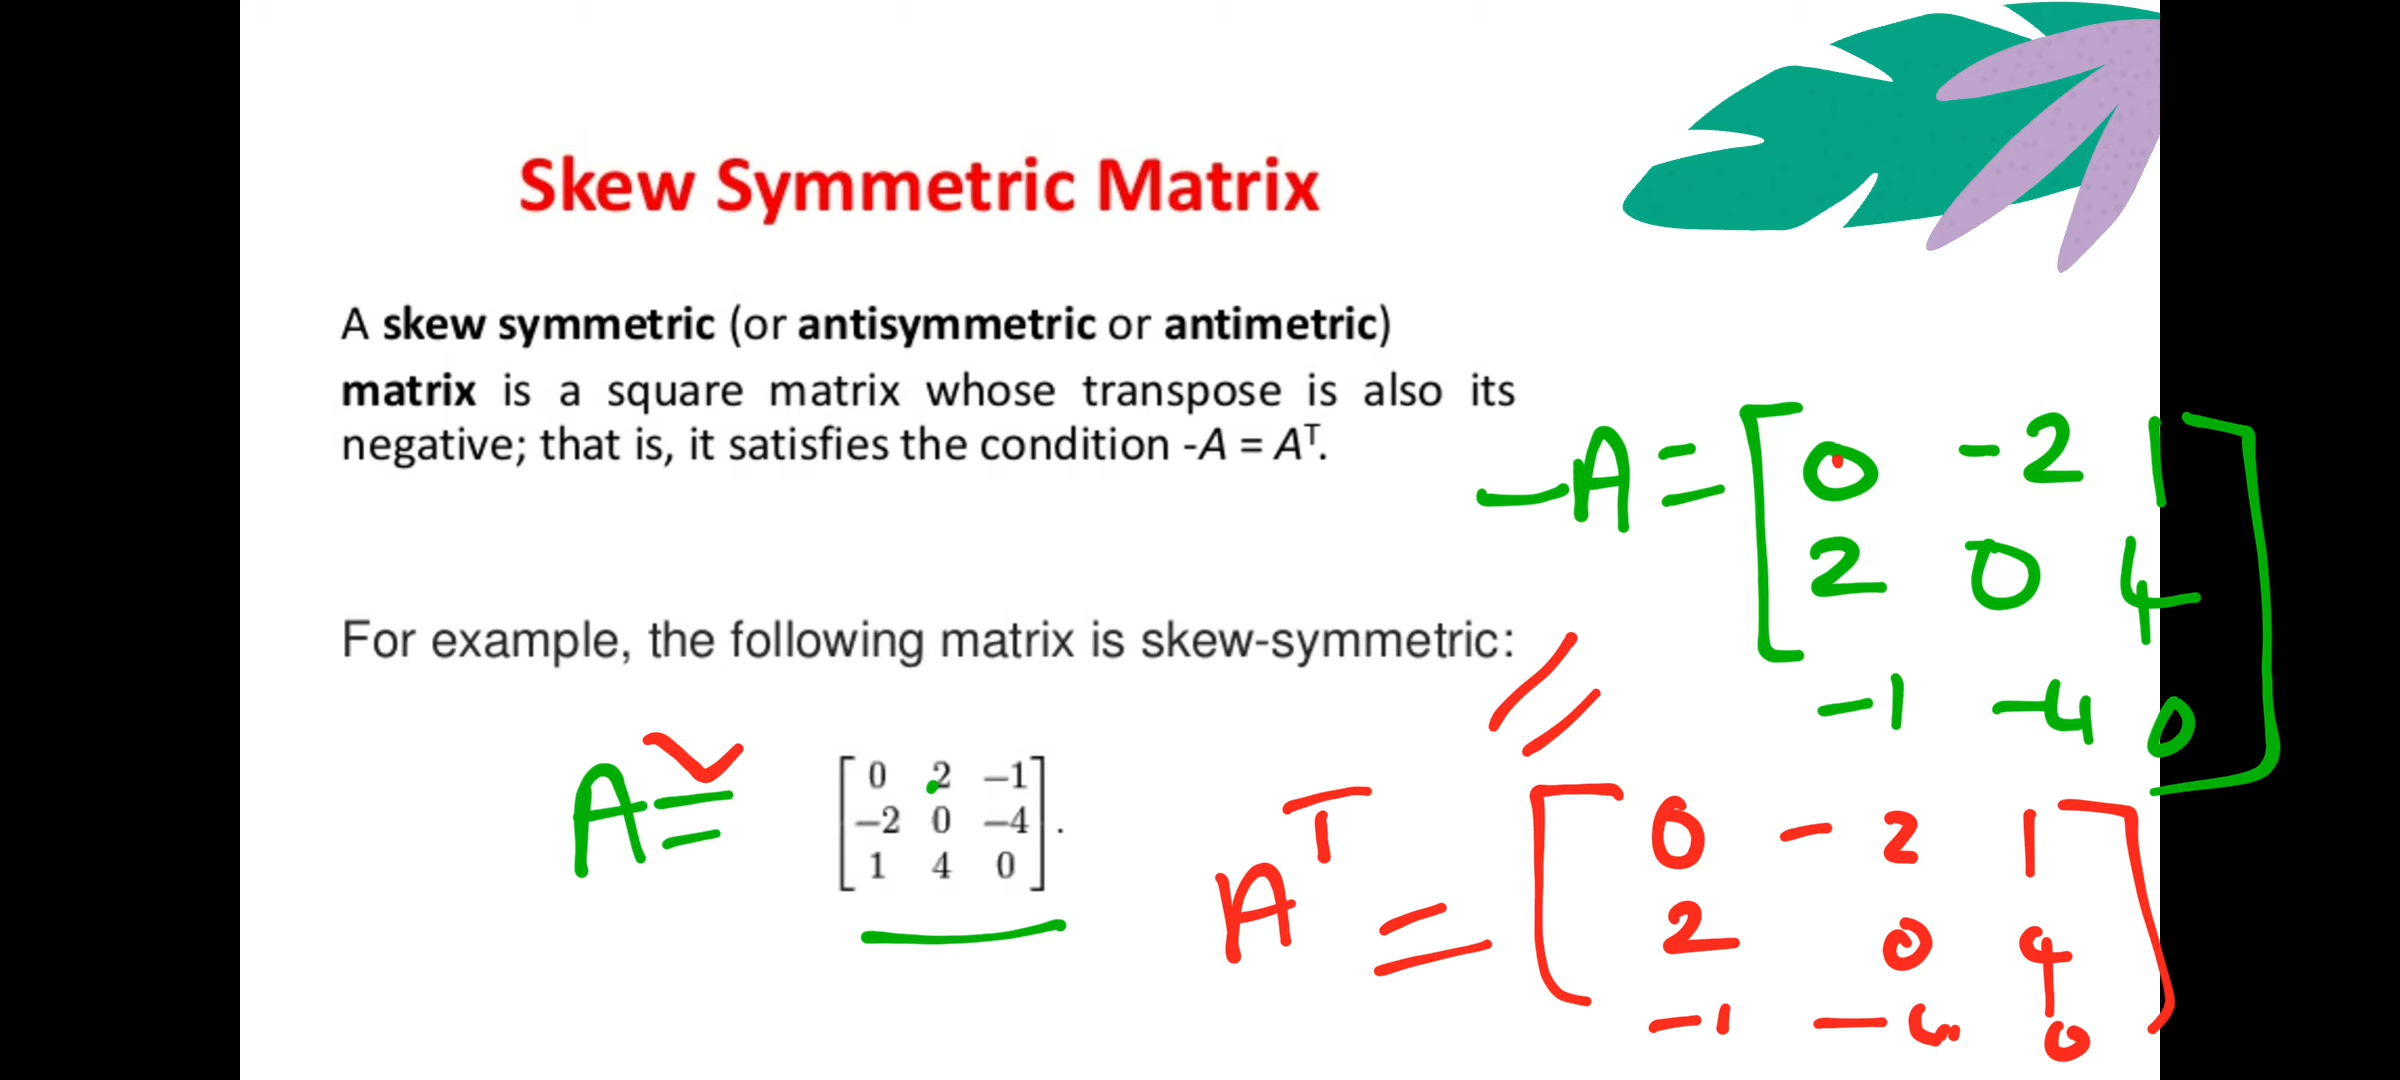 Skew Symmetric Matrix
A skew symmetric (or antisymmetric or antimetric)
matrix is a square matrix whose transpose is also its
negative; that is, it satisfies the condition -A = Aᵀ.
For example, the following matrix is skew-symmetric:
A =
0 2 −1
−2 0 −4 .
1 4 0
-A = 0 -2 1
2 0 4
-1 -4 0
Aᵀ = 0 -2 1
2 0 4
-1 -4 0